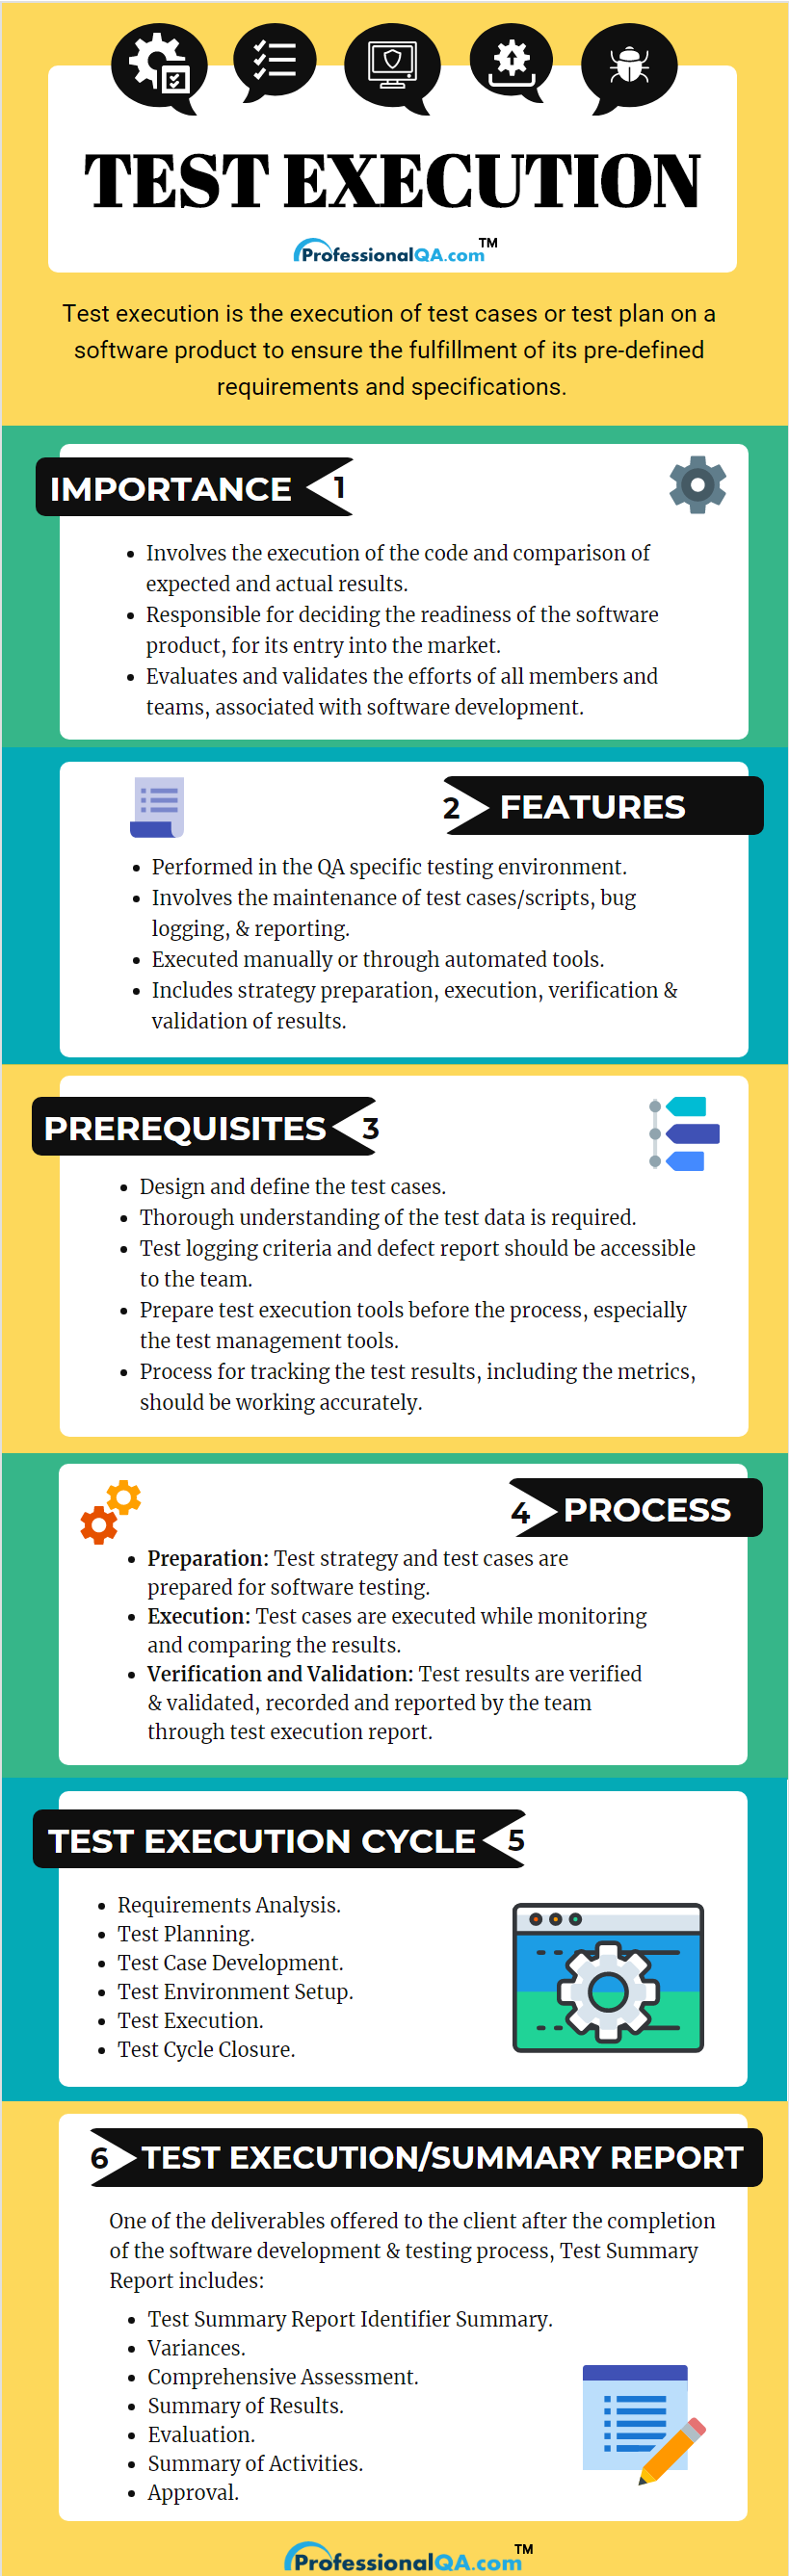 TEST EXECUTION
ProfessionalQA.com™
Test execution is the execution of test cases or test plan on a
software product to ensure the fulfillment of its pre-defined
requirements and specifications.
IMPORTANCE 1
• Involves the execution of the code and comparison of
expected and actual results.
• Responsible for deciding the readiness of the software
product, for its entry into the market.
• Evaluates and validates the efforts of all members and
teams, associated with software development.
2 FEATURES
• Performed in the QA specific testing environment.
• Involves the maintenance of test cases/scripts, bug
logging, & reporting.
• Executed manually or through automated tools.
• Includes strategy preparation, execution, verification &
validation of results.
PREREQUISITES 3
• Design and define the test cases.
• Thorough understanding of the test data is required.
• Test logging criteria and defect report should be accessible
to the team.
• Prepare test execution tools before the process, especially
the test management tools.
• Process for tracking the test results, including the metrics,
should be working accurately.
4 PROCESS
• Preparation: Test strategy and test cases are
prepared for software testing.
• Execution: Test cases are executed while monitoring
and comparing the results.
• Verification and Validation: Test results are verified
& validated, recorded and reported by the team
through test execution report.
TEST EXECUTION CYCLE 5
• Requirements Analysis.
• Test Planning.
• Test Case Development.
• Test Environment Setup.
• Test Execution.
• Test Cycle Closure.
6 TEST EXECUTION/SUMMARY REPORT
One of the deliverables offered to the client after the completion
of the software development & testing process, Test Summary
Report includes:
• Test Summary Report Identifier Summary.
• Variances.
• Comprehensive Assessment.
• Summary of Results.
• Evaluation.
• Summary of Activities.
• Approval.
ProfessionalQA.com™